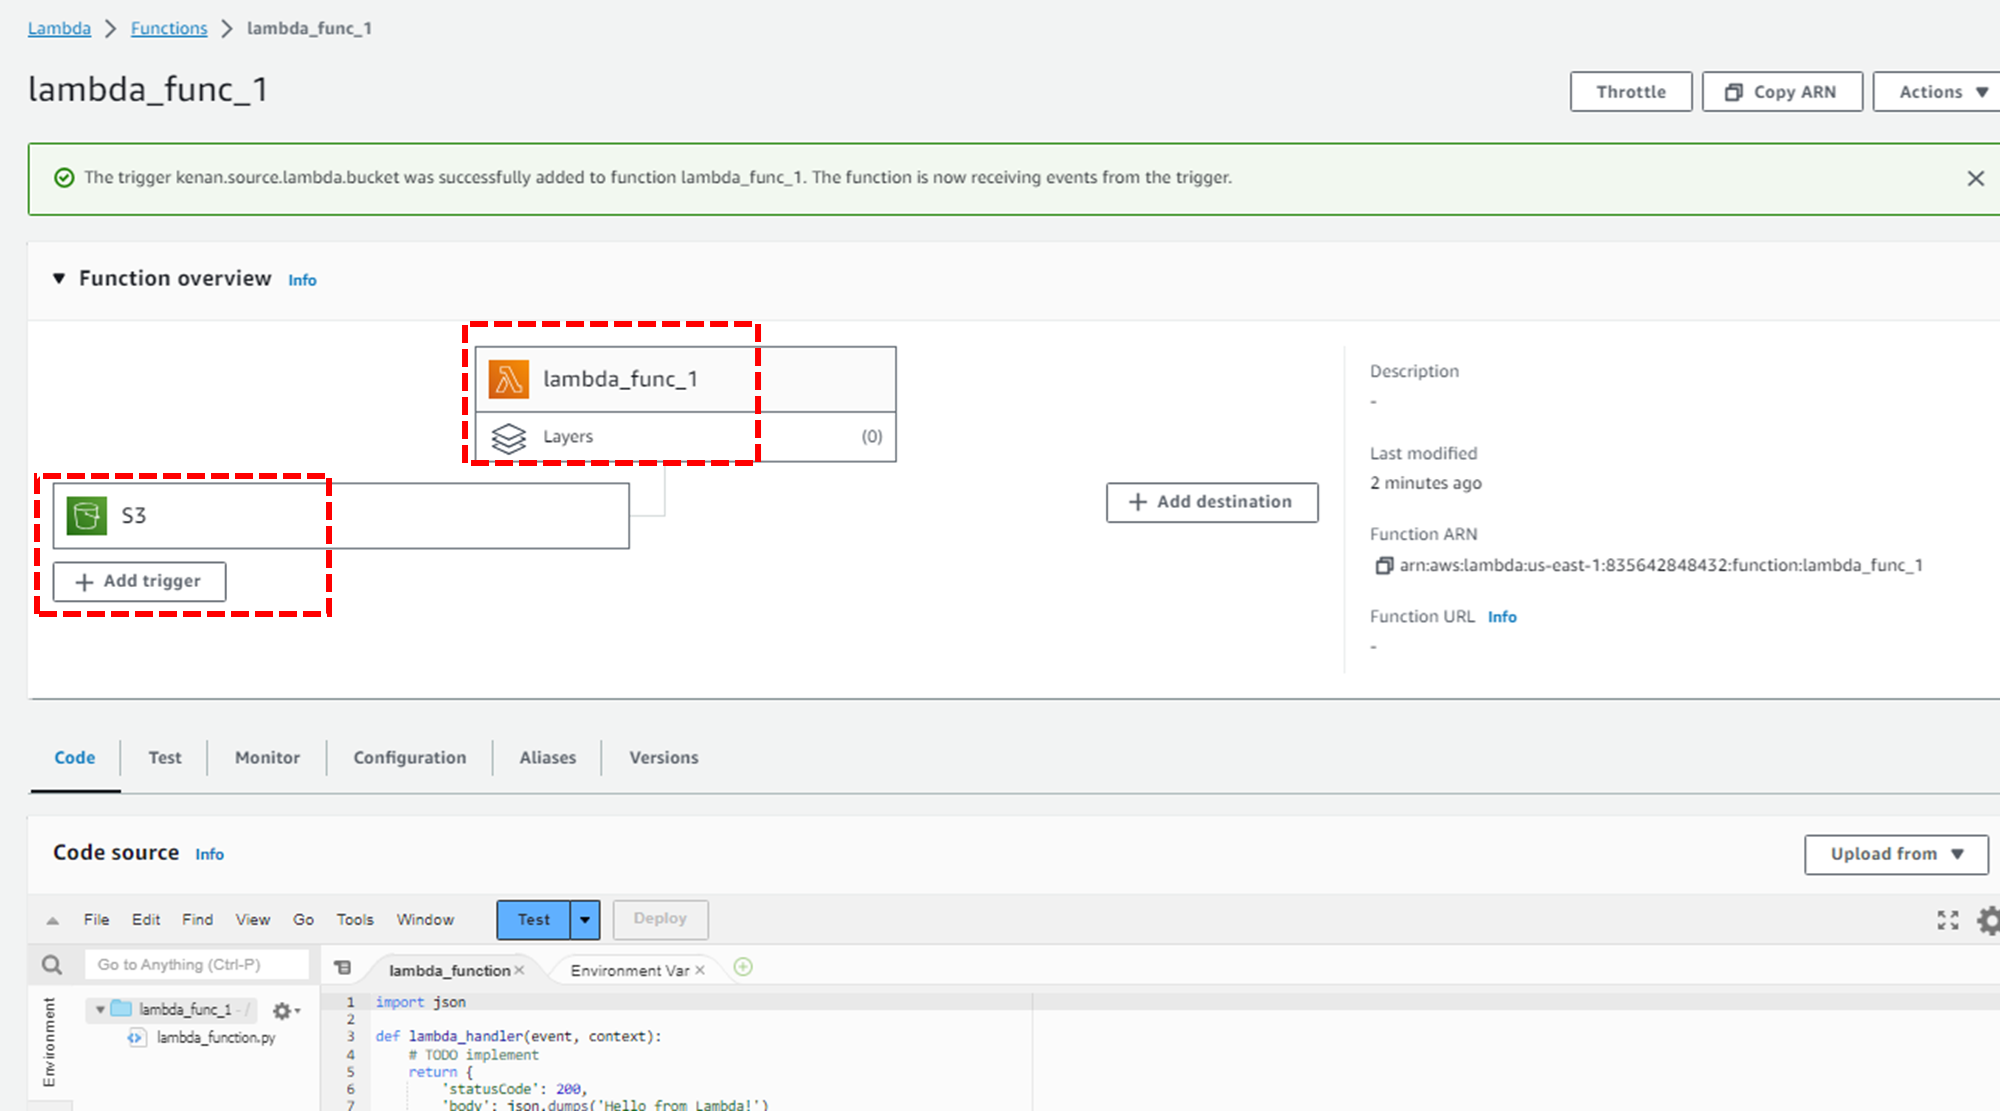 Lambda > Functions > lambda_func_1
lambda_func_1
Throttle
Copy ARN
Actions
The trigger kenan.source.lambda.bucket was successfully added to function lambda_func_1. The function is now receiving events from the trigger.
Function overview Info
lambda_func_1
Layers (0)
S3
+ Add trigger
+ Add destination
Description
-
Last modified
2 minutes ago
Function ARN
arn:aws:lambda:us-east-1:835642848432:function:lambda_func_1
Function URL Info
-
Code
Test
Monitor
Configuration
Aliases
Versions
Code source Info
Upload from
File Edit Find View Go Tools Window
Test
Deploy
Go to Anything (Ctrl-P)
lambda_function
Environment Var
Environment
lambda_func_1 - /
lambda_function.py
1 import json
2
3 def lambda_handler(event, context):
4 # TODO implement
5 return {
6 'statusCode': 200,
7 'body': json.dumps('Hello from Lambda!')